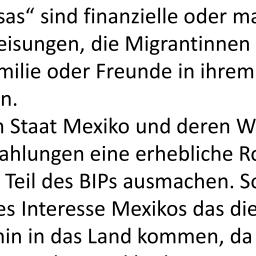 sas“ sind finanzielle oder ma
eisungen, die Migrantinnen
milie oder Freunde in ihrem
n.
n Staat Mexiko und deren W
ahlungen eine erhebliche Ro
Teil des BIPs ausmachen. So
es Interesse Mexikos das die
hin in das Land kommen, da